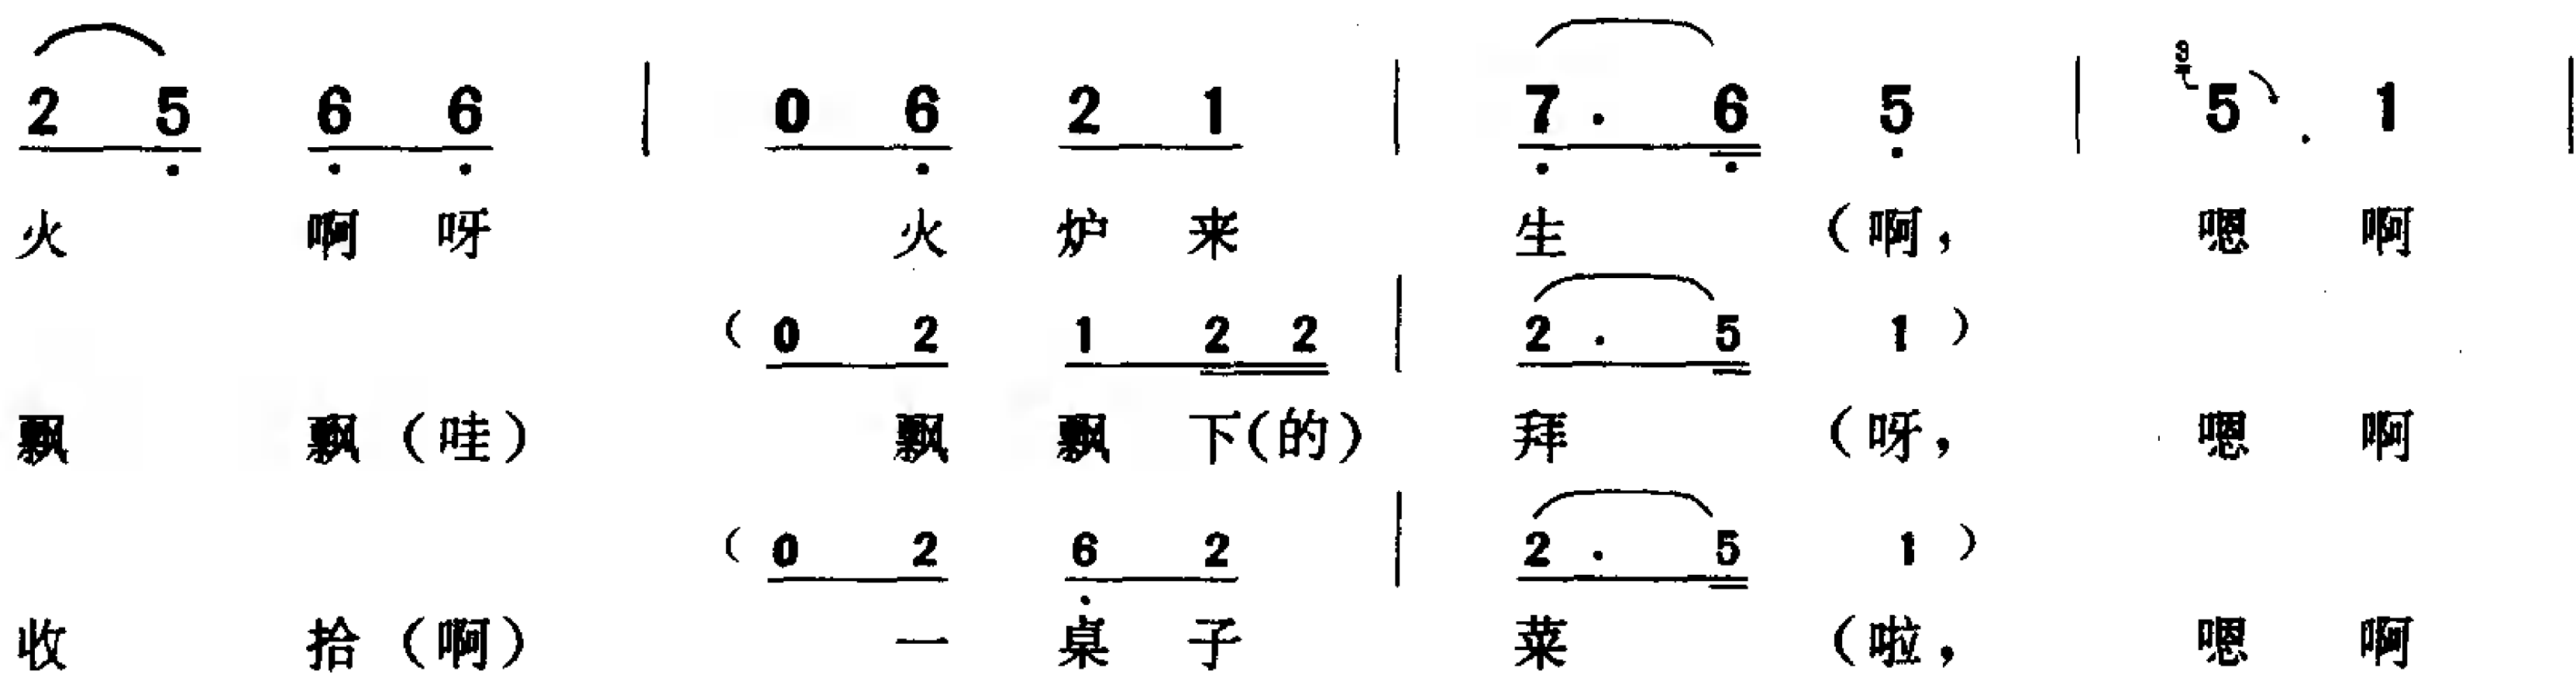 2 5 6 6 | 0 6 2 1 | 7 · 6 5 | 3 5 1 |
火 啊 呀 火 炉 来 生 （啊， 嗯 啊
（ 0 2 1 2 2 | 2 · 5 1 ）
飘 飘（哇） 飘 飘 下（的） 拜 （呀， 嗯 啊
（ 0 2 6 2 | 2 · 5 1 ）
收 拾（啊） 一 桌 子 菜 （啦， 嗯 啊